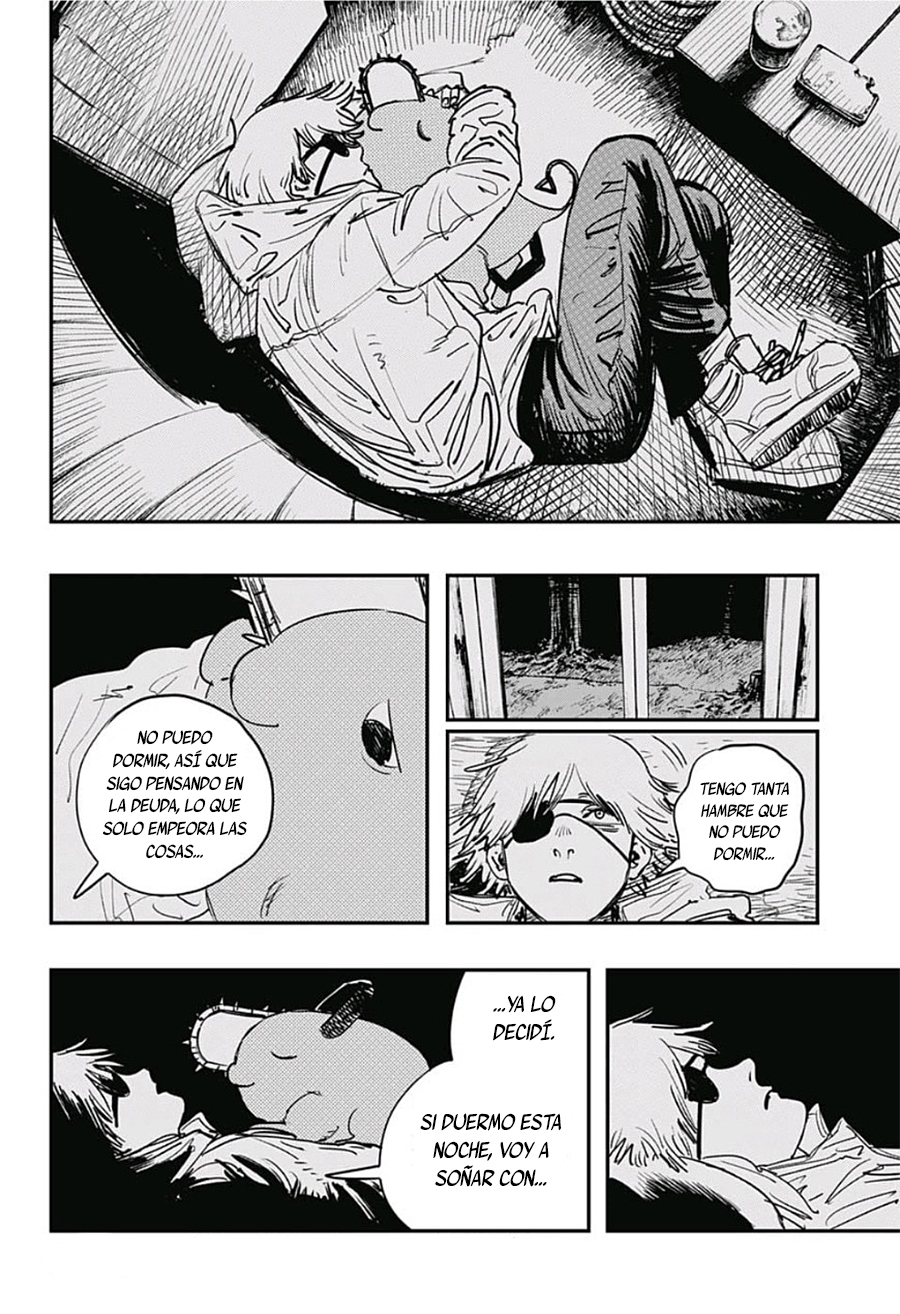 TENGO TANTA
HAMBRE QUE
NO PUEDO
DORMIR...
NO PUEDO
DORMIR, ASÍ QUE
SIGO PENSANDO EN
LA DEUDA, LO QUE
SOLO EMPEORA LAS
COSAS...
...YA LO
DECIDÍ.
SI DUERMO ESTA
NOCHE, VOY A
SOÑAR CON...